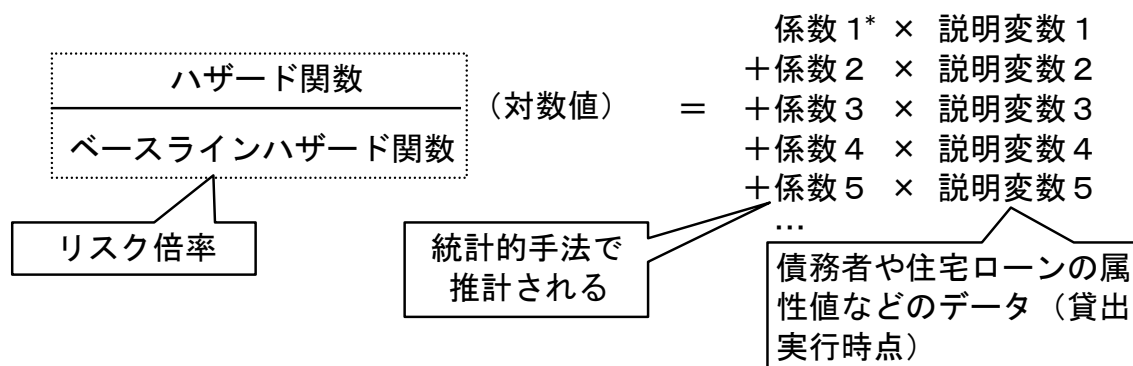 ハザード関数
ベースラインハザード関数
(対数値)
=
係数1* × 説明変数1
+係数2 × 説明変数2
+係数3 × 説明変数3
+係数4 × 説明変数4
+係数5 × 説明変数5
…
リスク倍率
統計的手法で
推計される
債務者や住宅ローンの属
性値などのデータ(貸出
実行時点)